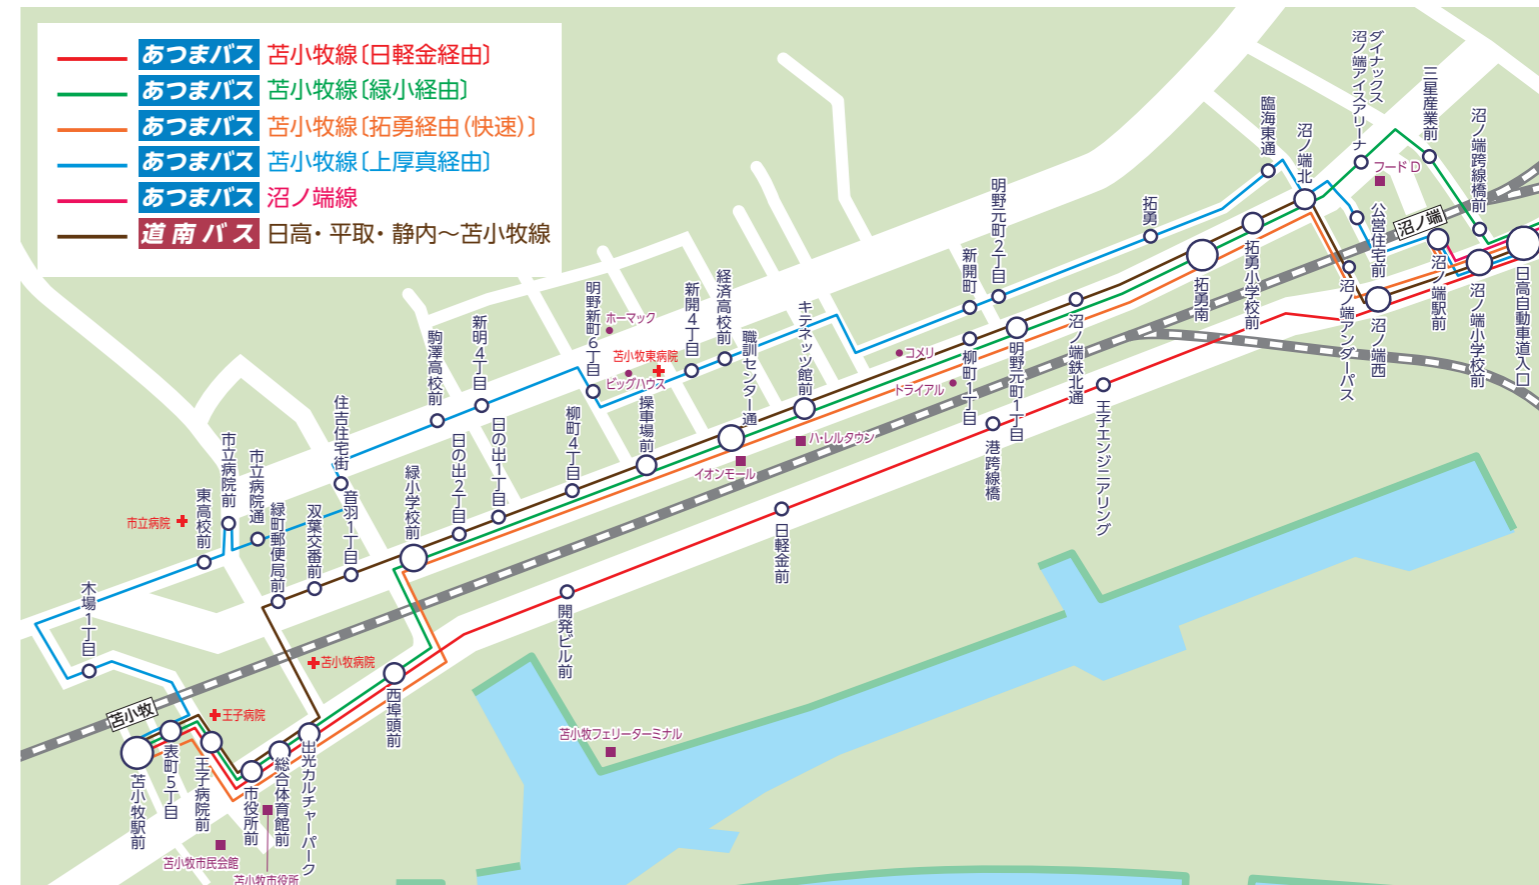 あつまバス 苫小牧線〔日軽金経由〕
あつまバス 苫小牧線〔緑小経由〕
あつまバス 苫小牧線〔拓勇経由(快速)〕
あつまバス 苫小牧線〔上厚真経由〕
あつまバス 沼ノ端線
道南バス 日高・平取・静内～苫小牧線
ダイナックス
沼ノ端アイスアリーナ
三星産業前
沼ノ端跨線橋前
臨海東通
沼ノ端北
フードD
公営住宅前
沼ノ端
沼ノ端駅前
沼ノ端小学校前
日高自動車道入口
沼ノ端アンダーパス
沼ノ端西
拓勇
拓勇小学校前
拓勇南
明野元町2丁目
新開町
沼ノ端鉄北通
明野元町1丁目
柳町1丁目
コメリ
トライアル
王子エンジニアリング
港跨線橋
キテネッツ館前
経済高校前
職訓センター通
新開4丁目
ハ・レルタウン
イオンモール
明野新町6丁目
ホーマック
苫小牧東病院
ビッグハウス
操車場前
柳町4丁目
日軽金前
新明4丁目
駒澤高校前
日の出1丁目
日の出2丁目
緑小学校前
住吉住宅街
音羽1丁目
双葉交番前
緑町郵便局前
市立病院通
市立病院前
東高校前
市立病院
木場1丁目
開発ビル前
西埠頭前
苫小牧病院
王子病院
苫小牧
苫小牧駅前
表町5丁目
王子病院前
市役所前
総合体育館前
出光カルチャーパーク
苫小牧市民会館
苫小牧市役所
苫小牧フェリーターミナル